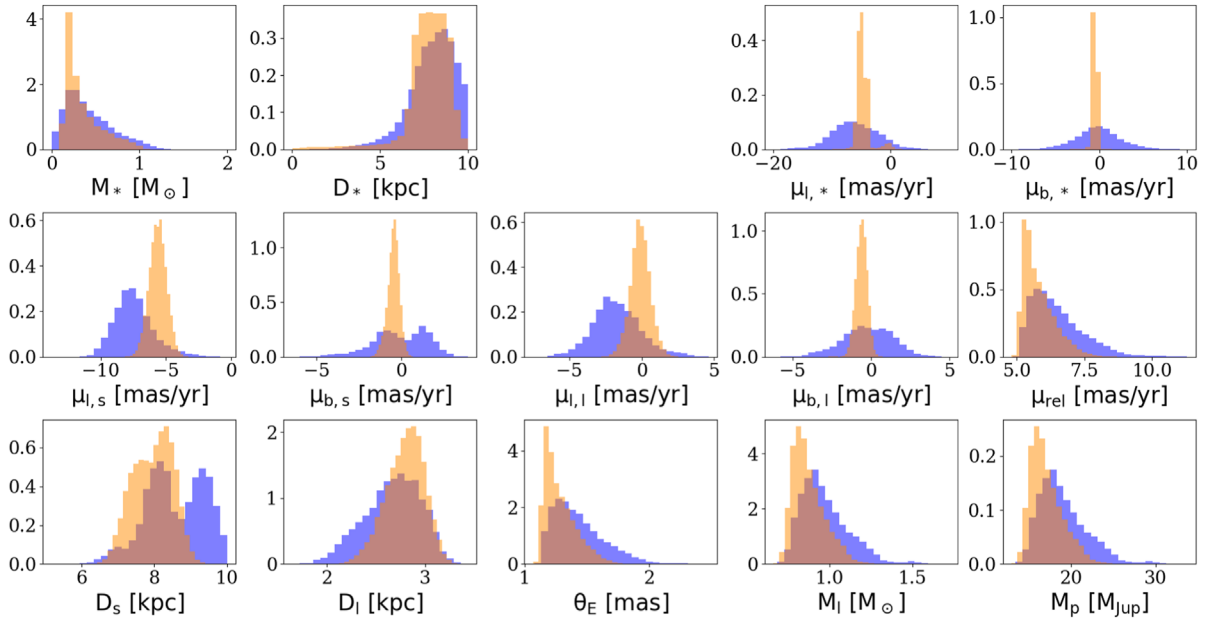 4
2
0
0 1 2
M* [M⊙]
0.3
0.2
0.1
0.0
0 5 10
D* [kpc]
0.4
0.2
0.0
−20 0
μl,* [mas/yr]
1.0
0.5
0.0
−10 0 10
μb,* [mas/yr]
0.6
0.4
0.2
0.0
−10 −5 0
μl,s [mas/yr]
1.0
0.5
0.0
−5 0
μb,s [mas/yr]
0.6
0.4
0.2
0.0
−5 0 5
μl,l [mas/yr]
1.0
0.5
0.0
−5 0 5
μb,l [mas/yr]
1.0
0.5
0.0
5.0 7.5 10.0
μrel [mas/yr]
0.6
0.4
0.2
0.0
6 8 10
Ds [kpc]
2
1
0
2 3
Dl [kpc]
4
2
0
1 2
θE [mas]
4
2
0
1.0 1.5
Ml [M⊙]
0.2
0.1
0.0
20 30
Mp [MJup]